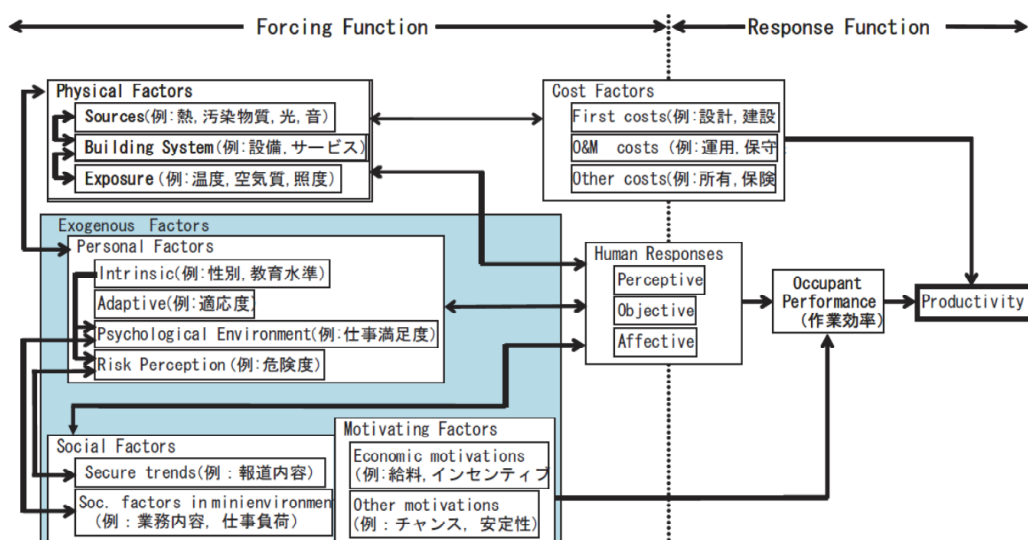 Forcing Function
Response Function
Physical Factors
Sources(例:熱, 汚染物質, 光, 音)
Building System(例:設備, サービス)
Exposure(例:温度, 空気質, 照度)
Cost Factors
First costs(例:設計, 建設
O&M costs (例:運用, 保守
Other costs(例:所有, 保険
Exogenous Factors
Personal Factors
Intrinsic(例:性別, 教育水準)
Adaptive(例:適応度)
Psychological Environment(例:仕事満足度)
Risk Perception(例:危険度)
Human Responses
Perceptive
Objective
Affective
Occupant
Performance
(作業効率)
Productivity
Social Factors
Secure trends(例:報道内容)
Soc. factors in minienvironmen
(例:業務内容, 仕事負荷)
Motivating Factors
Economic motivations
(例:給料, インセンティブ
Other motivations
(例:チャンス, 安定性)